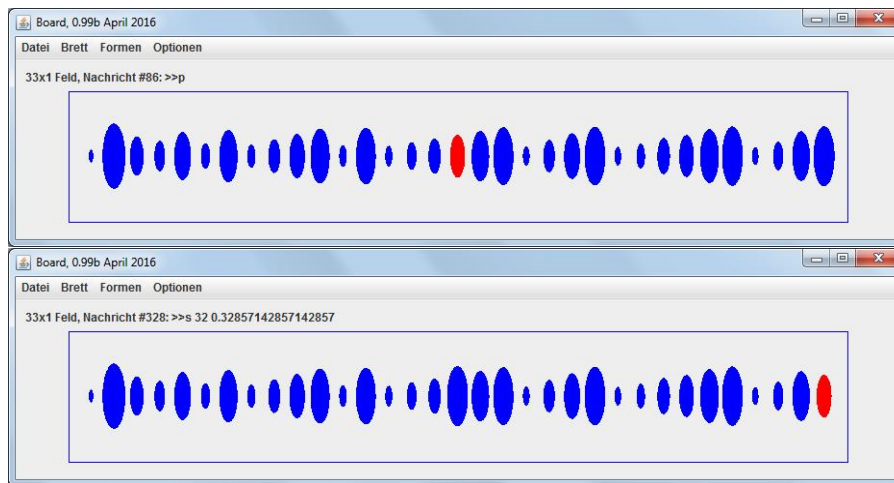 Board, 0.99b April 2016
Datei Brett Formen Optionen
33x1 Feld, Nachricht #86: >>p
Board, 0.99b April 2016
Datei Brett Formen Optionen
33x1 Feld, Nachricht #328: >>s 32 0.32857142857142857